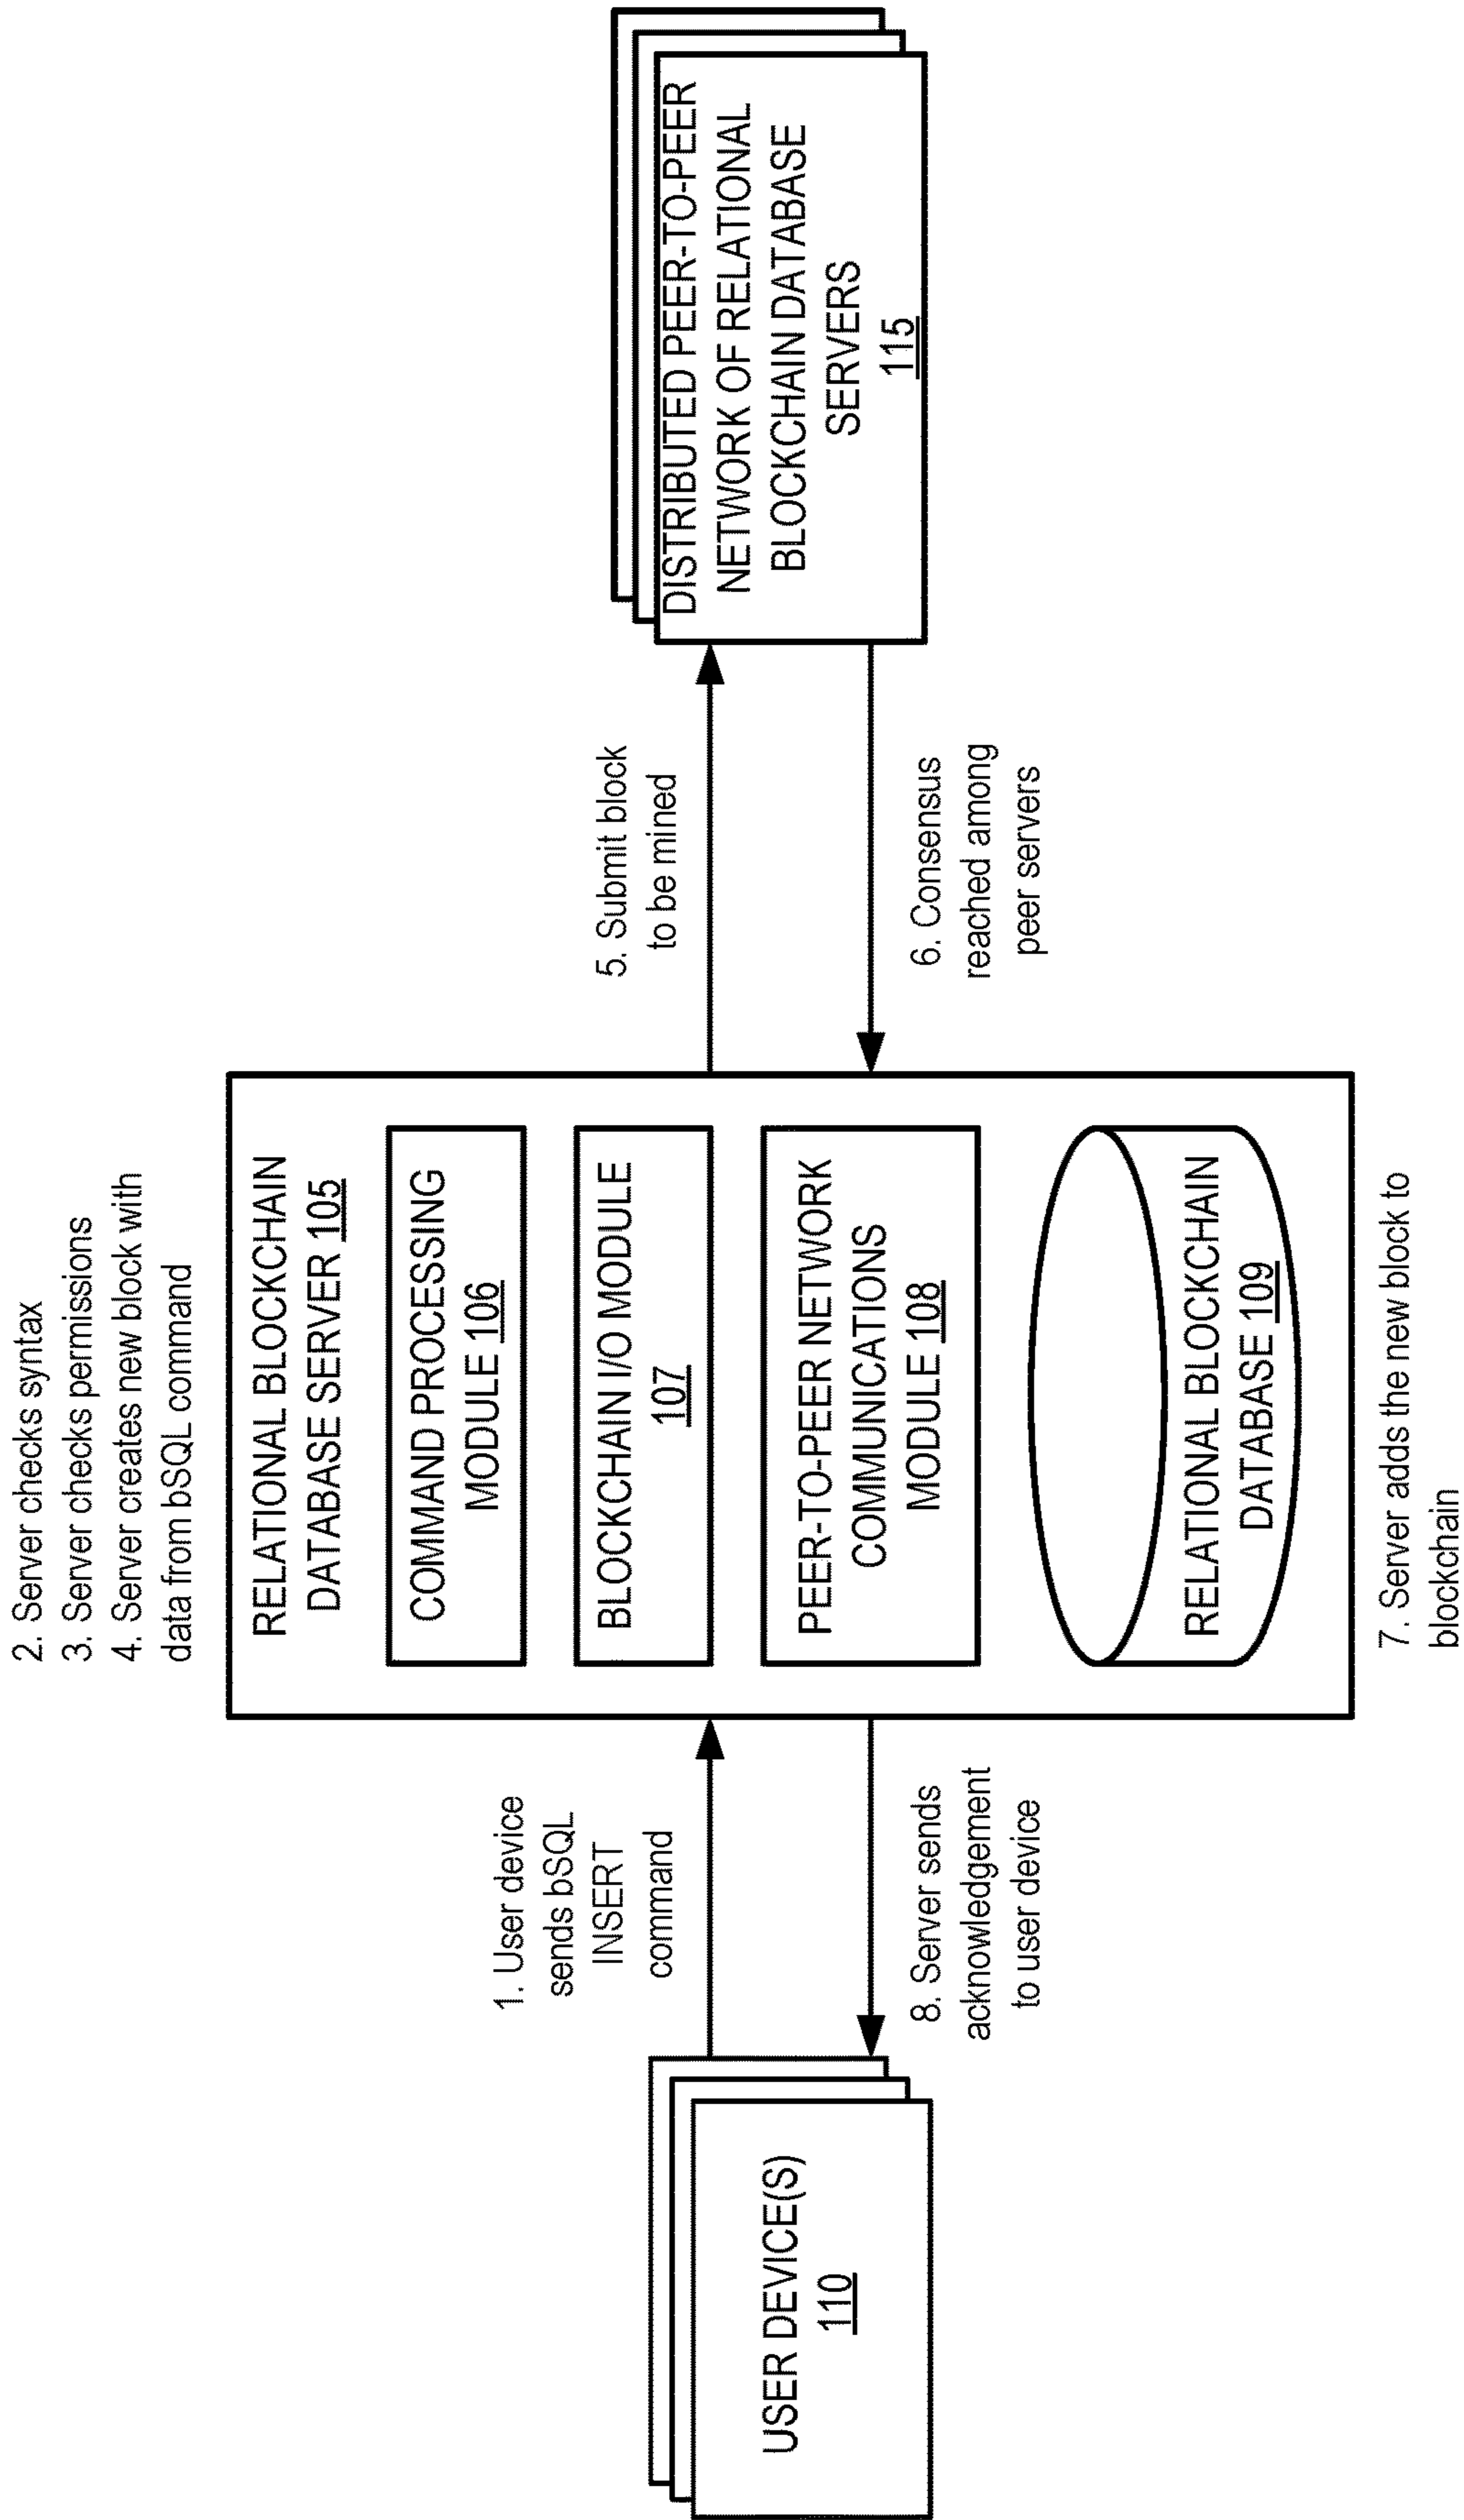 2. Server checks syntax
3. Server checks permissions
4. Server creates new block with
data from bSQL command
1. User device
sends bSQL
INSERT
command
USER DEVICE(S)
110
8. Server sends
acknowledgement
to user device
RELATIONAL BLOCKCHAIN
DATABASE SERVER 105
COMMAND PROCESSING
MODULE 106
BLOCKCHAIN I/O MODULE
107
PEER-TO-PEER NETWORK
COMMUNICATIONS
MODULE 108
RELATIONAL BLOCKCHAIN
DATABASE 109
7. Server adds the new block to
blockchain
5. Submit block
to be mined
6. Consensus
reached among
peer servers
DISTRIBUTED PEER-TO-PEER
NETWORK OF RELATIONAL
BLOCKCHAIN DATABASE
SERVERS
115